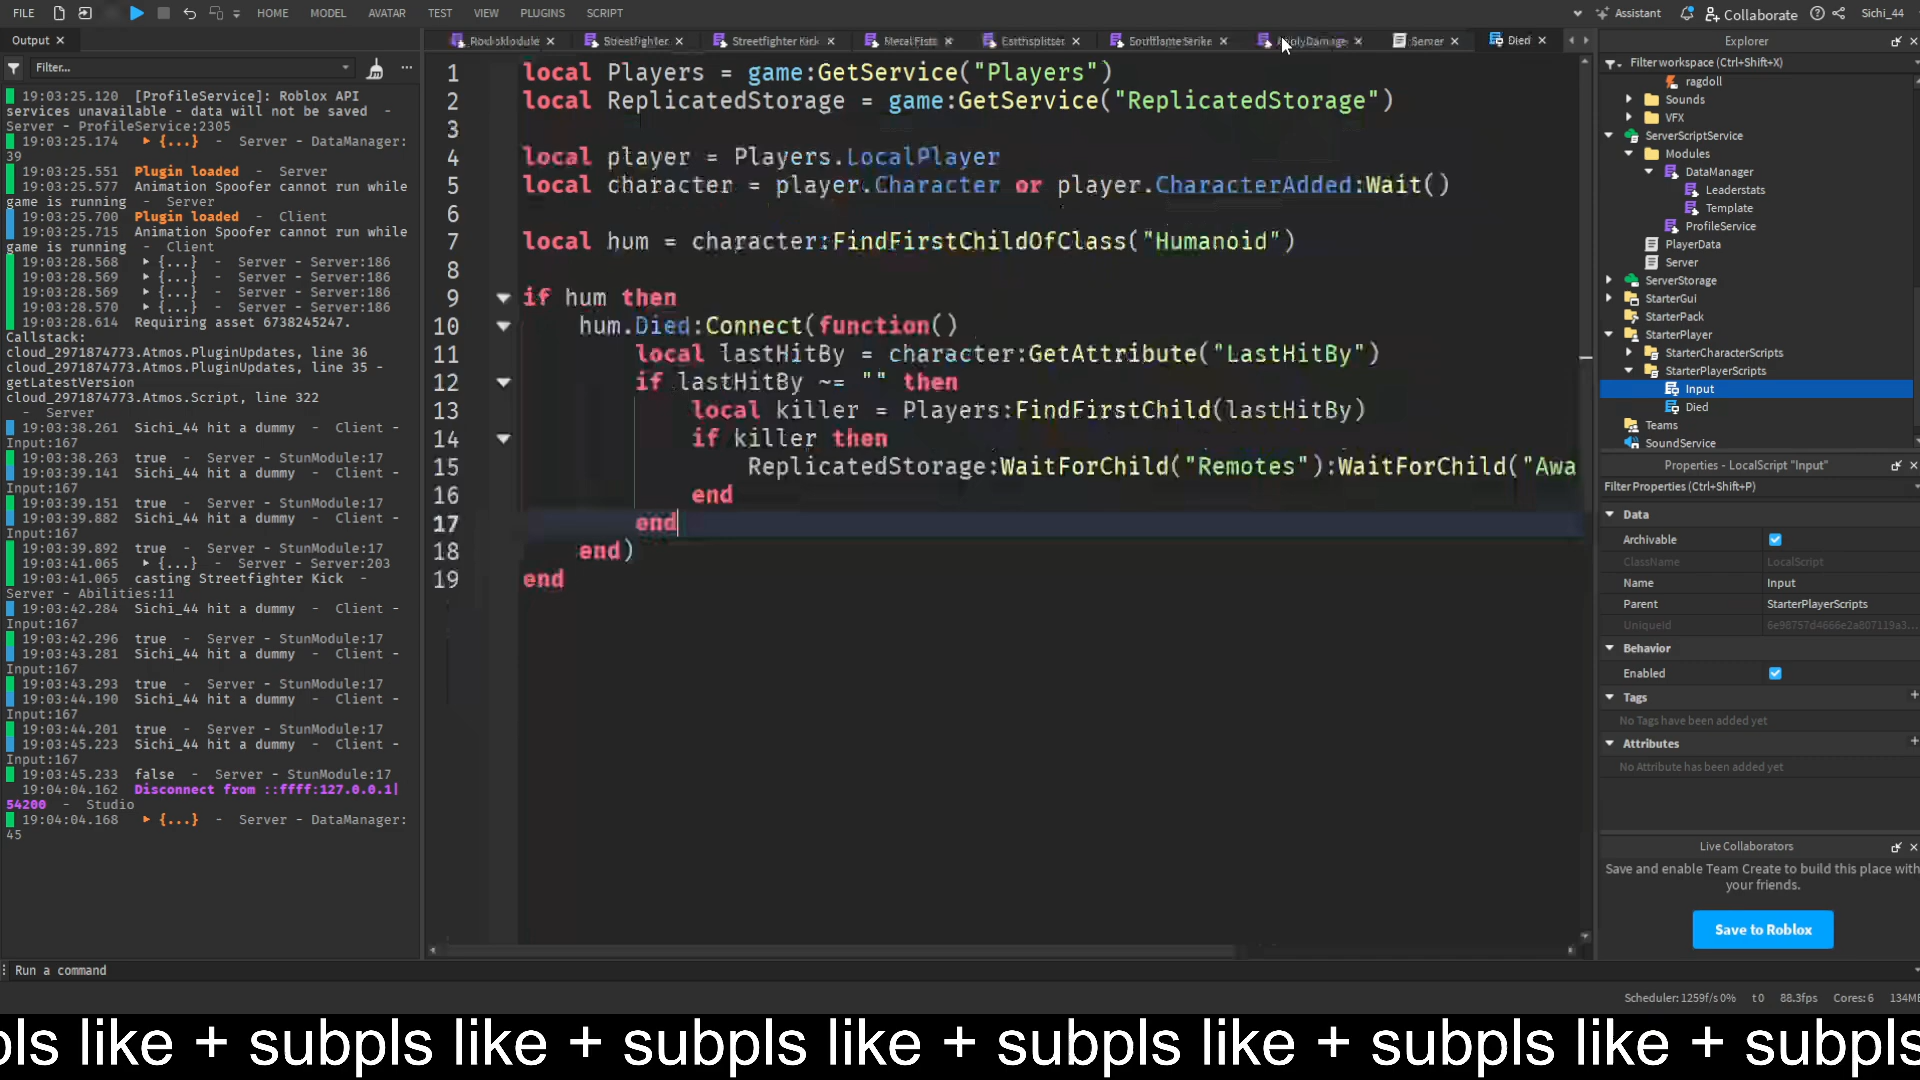 FILE HOME MODEL AVATAR TEST VIEW PLUGINS SCRIPT Assistant Collaborate Sichi_44
Output
Filter...
19:03:25.120 [ProfileService]: Roblox API
services unavailable - data will not be saved -
Server - ProfileService:2305
19:03:25.174 {...} - Server - DataManager:
39
19:03:25.551 Plugin loaded - Server
19:03:25.577 Animation Spoofer cannot run while
game is running - Server
19:03:25.700 Plugin loaded - Client
19:03:25.715 Animation Spoofer cannot run while
game is running - Client
19:03:28.568 {...} - Server - Server:186
19:03:28.569 {...} - Server - Server:186
19:03:28.569 {...} - Server - Server:186
19:03:28.570 {...} - Server - Server:186
19:03:28.614 Requiring asset 6738245247.
Callstack:
cloud_2971874773.Atmos.PluginUpdates, line 36
cloud_2971874773.Atmos.PluginUpdates, line 35 -
getLatestVersion
cloud_2971874773.Atmos.Script, line 322
- Server
19:03:38.261 Sichi_44 hit a dummy - Client -
Input:167
19:03:38.263 true - Server - StunModule:17
19:03:39.141 Sichi_44 hit a dummy - Client -
Input:167
19:03:39.151 true - Server - StunModule:17
19:03:39.882 Sichi_44 hit a dummy - Client -
Input:167
19:03:39.892 true - Server - StunModule:17
19:03:41.065 {...} - Server - Server:203
19:03:41.065 casting Streetfighter Kick -
Server - Abilities:11
19:03:42.284 Sichi_44 hit a dummy - Client -
Input:167
19:03:42.296 true - Server - StunModule:17
19:03:43.281 Sichi_44 hit a dummy - Client -
Input:167
19:03:43.293 true - Server - StunModule:17
19:03:44.190 Sichi_44 hit a dummy - Client -
Input:167
19:03:44.201 true - Server - StunModule:17
19:03:45.223 Sichi_44 hit a dummy - Client -
Input:167
19:03:45.233 false - Server - StunModule:17
19:04:04.162 Disconnect from ::ffff:127.0.0.1|
54200 - Studio
19:04:04.168 {...} - Server - DataManager:
45
Streetfighter Streetfighter Kick Metal Fists Earthsplitter Soulflame Strike Server Died
1 local Players = game:GetService("Players")
2 local ReplicatedStorage = game:GetService("ReplicatedStorage")
3
4 local player = Players.LocalPlayer
5 local character = player.Character or player.CharacterAdded:Wait()
6
7 local hum = character:FindFirstChildOfClass("Humanoid")
8
9 if hum then
10 hum.Died:Connect(function()
11 local lastHitBy = character:GetAttribute("LastHitBy")
12 if lastHitBy ~= "" then
13 local killer = Players:FindFirstChild(lastHitBy)
14 if killer then
15 ReplicatedStorage:WaitForChild("Remotes"):WaitForChild("Awa
16 end
17 end
18 end)
19 end
Explorer
Filter workspace (Ctrl+Shift+X)
ragdoll
Sounds
VFX
ServerScriptService
Modules
DataManager
Leaderstats
Template
ProfileService
PlayerData
Server
ServerStorage
StarterGui
StarterPack
StarterPlayer
StarterCharacterScripts
StarterPlayerScripts
Input
Died
Teams
SoundService
Properties - LocalScript "Input"
Filter Properties (Ctrl+Shift+P)
Data
Archivable
ClassName LocalScript
Name Input
Parent StarterPlayerScripts
UniqueId 6e98757d4666e2a807119a3...
Behavior
Enabled
Tags
No Tags have been added yet
Attributes
No Attribute has been added yet
Live Collaborators
Save and enable Team Create to build this place with
your friends.
Save to Roblox
Run a command
Scheduler: 1259f/s 0% t0 88.3fps Cores: 6 134MB
pls like + subpls like + subpls like + subpls like + subpls like + subpls